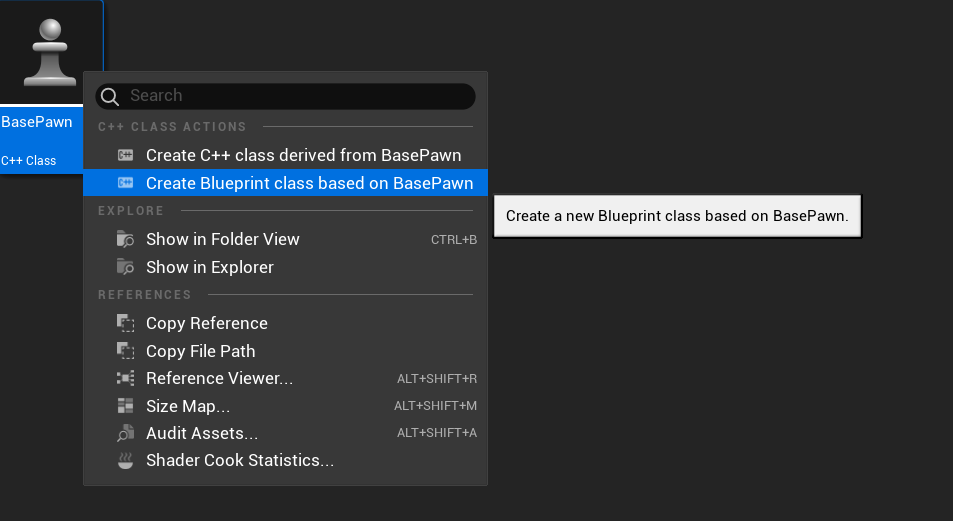 BasePawn
C++ Class
Search
C++ CLASS ACTIONS
C++ Create C++ class derived from BasePawn
C++ Create Blueprint class based on BasePawn
Create a new Blueprint class based on BasePawn.
EXPLORE
Show in Folder View CTRL+B
Show in Explorer
REFERENCES
Copy Reference
Copy File Path
Reference Viewer... ALT+SHIFT+R
Size Map... ALT+SHIFT+M
Audit Assets... ALT+SHIFT+A
Shader Cook Statistics...